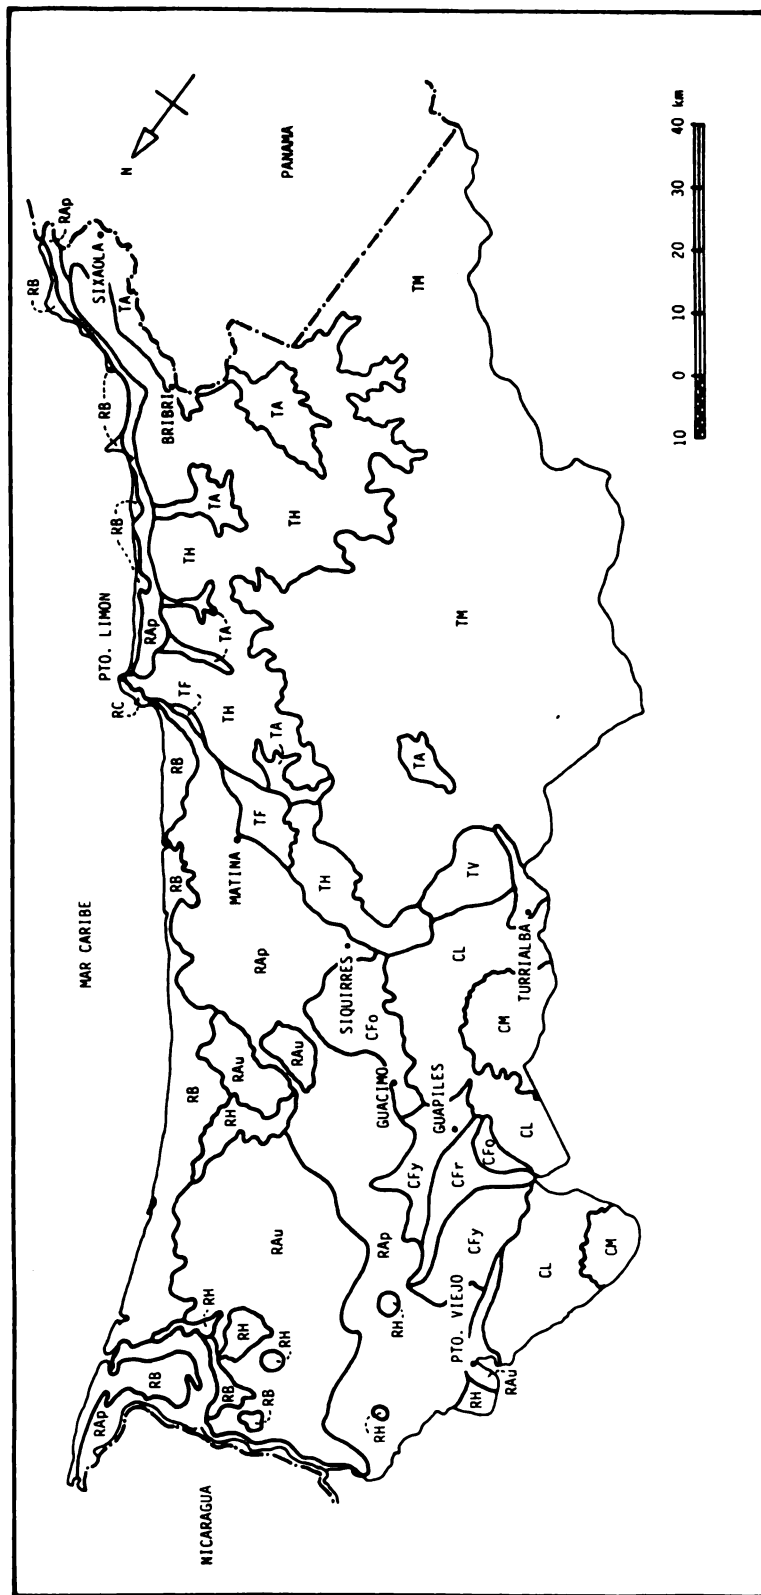 RB
RAp
MAR CARIBE
RAp
PTO. LIMON
RB
SIXAOLA
RC
RB
TA
N
RB
RAp
RB
BRIBRI
RB
TF
TH
RB
NICARAGUA
RH
TA
RB
RH
MATINA
TH
TA
RH
RAu
RB
RAp
TF
RH
RAu
TA
TA
PANAMA
RAu
TH
TH
SIQUIRRES
CFo
RH
RAp
GUACIMO
RH
CFy
TA
TM
GUAPILES
PTO. VIEJO
CFr
CL
TM
RH
CFy
CFo
TV
CM
RAu
CL
TURRIALBA
CL
CM
10 0 10 20 30 40 km